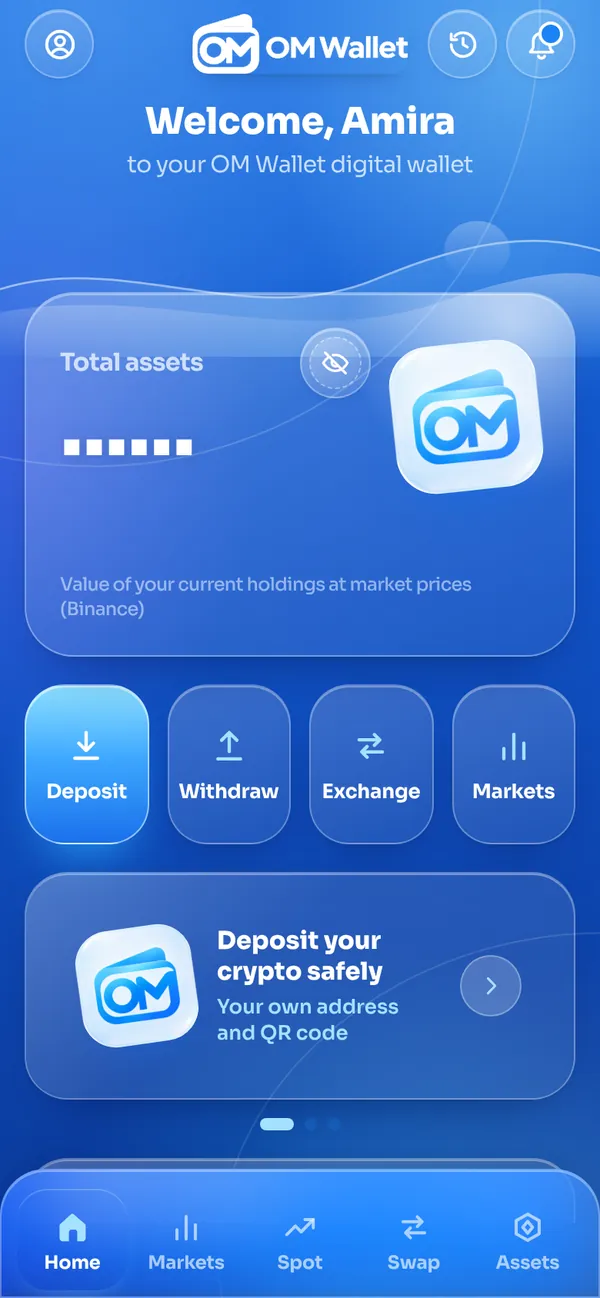 OM OM Wallet
Welcome, Amira
to your OM Wallet digital wallet
Total assets
OM
Value of your current holdings at market prices
(Binance)
Deposit
Withdraw
Exchange
Markets
OM
Deposit your
crypto safely
Your own address
and QR code
Home
Markets
Spot
Swap
Assets